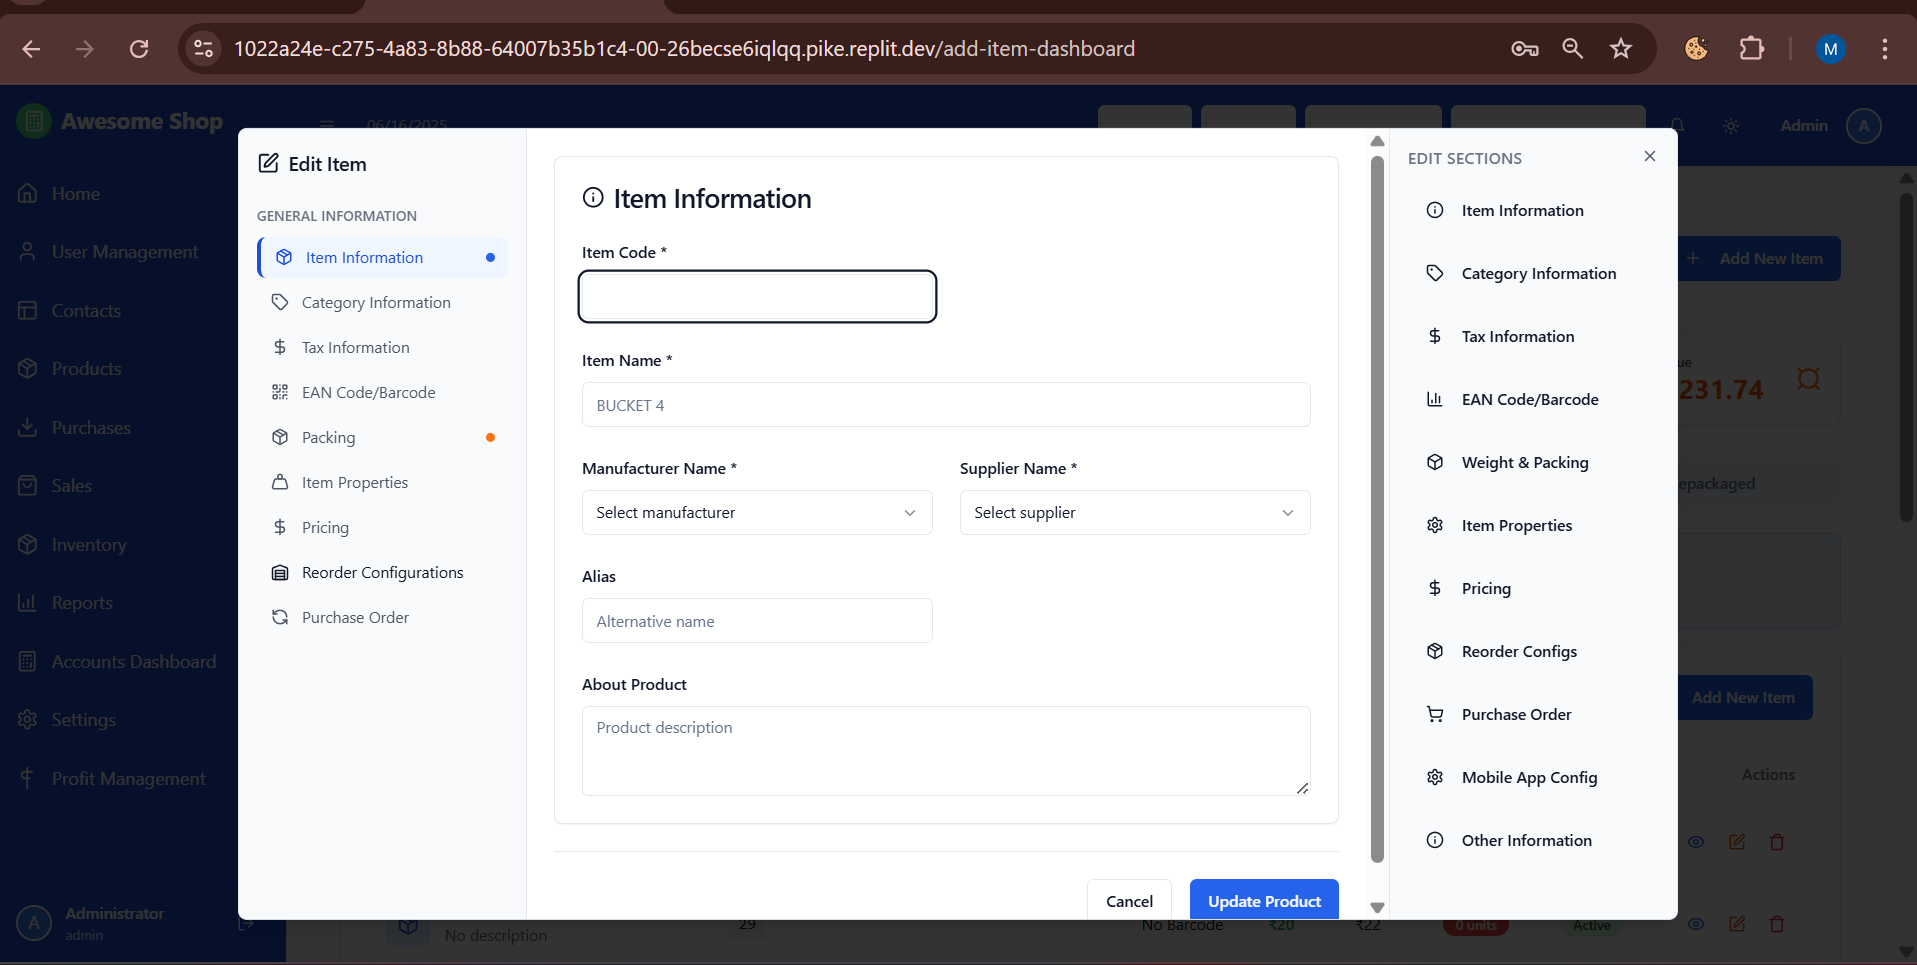 1022a24e-c275-4a83-8b88-64007b35b1c4-00-26becse6iqlqq.pike.replit.dev/add-item-dashboard
M
Awesome Shop
06/16/2025
Admin
A
Home
User Management
Contacts
Products
Purchases
Sales
Inventory
Reports
Accounts Dashboard
Settings
Profit Management
A
Administrator
admin
Edit Item
GENERAL INFORMATION
Item Information
Category Information
Tax Information
EAN Code/Barcode
Packing
Item Properties
Pricing
Reorder Configurations
Purchase Order
Item Information
Item Code *
Item Name *
BUCKET 4
Manufacturer Name *
Supplier Name *
Select manufacturer
Select supplier
Alias
Alternative name
About Product
Product description
Cancel
Update Product
EDIT SECTIONS
Item Information
Category Information
Tax Information
EAN Code/Barcode
Weight & Packing
Item Properties
Pricing
Reorder Configs
Purchase Order
Mobile App Config
Other Information
+ Add New Item
ue
231.74
epackaged
Add New Item
Actions
No description
29
No Barcode
₹20
₹22
0 units
Active